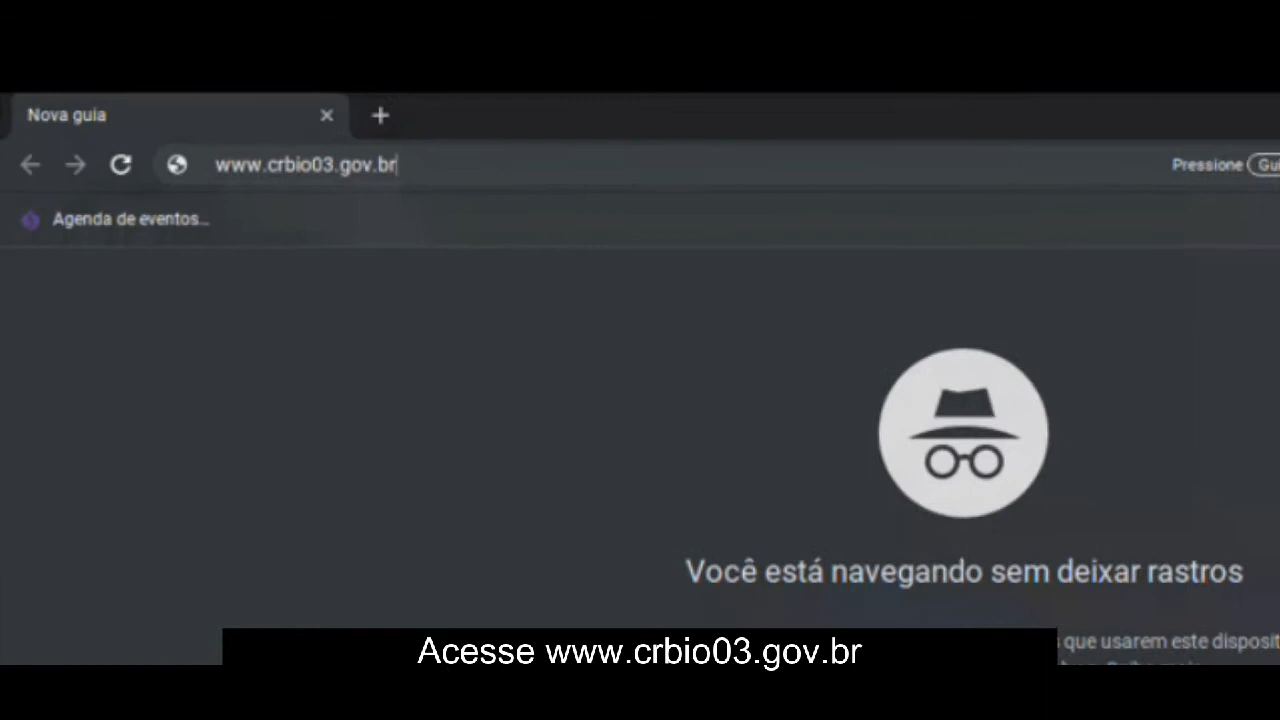 Nova guia
www.crbio03.gov.br
Pressione
Agenda de eventos...
Você está navegando sem deixar rastros
que usarem este
Acesse www.crbio03.gov.br